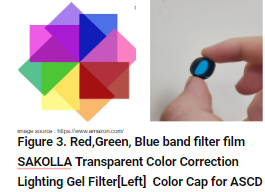 image source : https://www.amazon.com/
Figure 3. Red,Green, Blue band filter film
SAKOLLA Transparent Color Correction
Lighting Gel Filter[Left]  Color Cap for ASCD